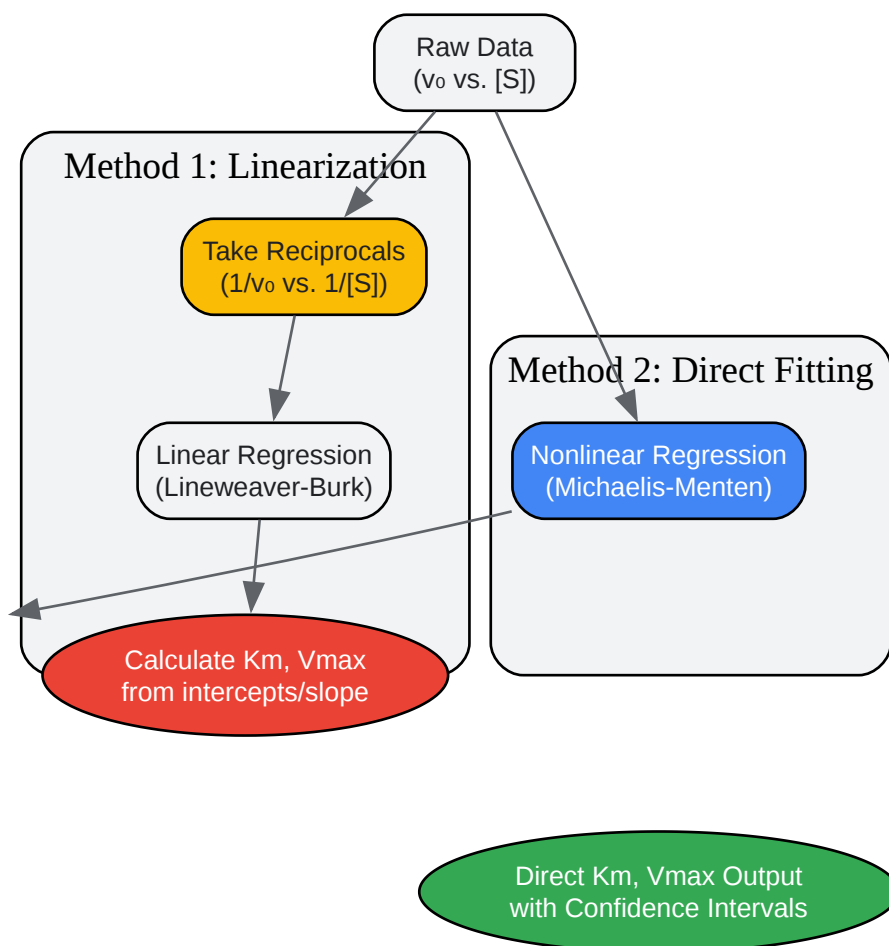 Raw Data
(v₀ vs. [S])
Method 1: Linearization
Take Reciprocals
(1/v₀ vs. 1/[S])
Method 2: Direct Fitting
Linear Regression
(Lineweaver-Burk)
Nonlinear Regression
(Michaelis-Menten)
Calculate Km, Vmax
from intercepts/slope
Direct Km, Vmax Output
with Confidence Intervals